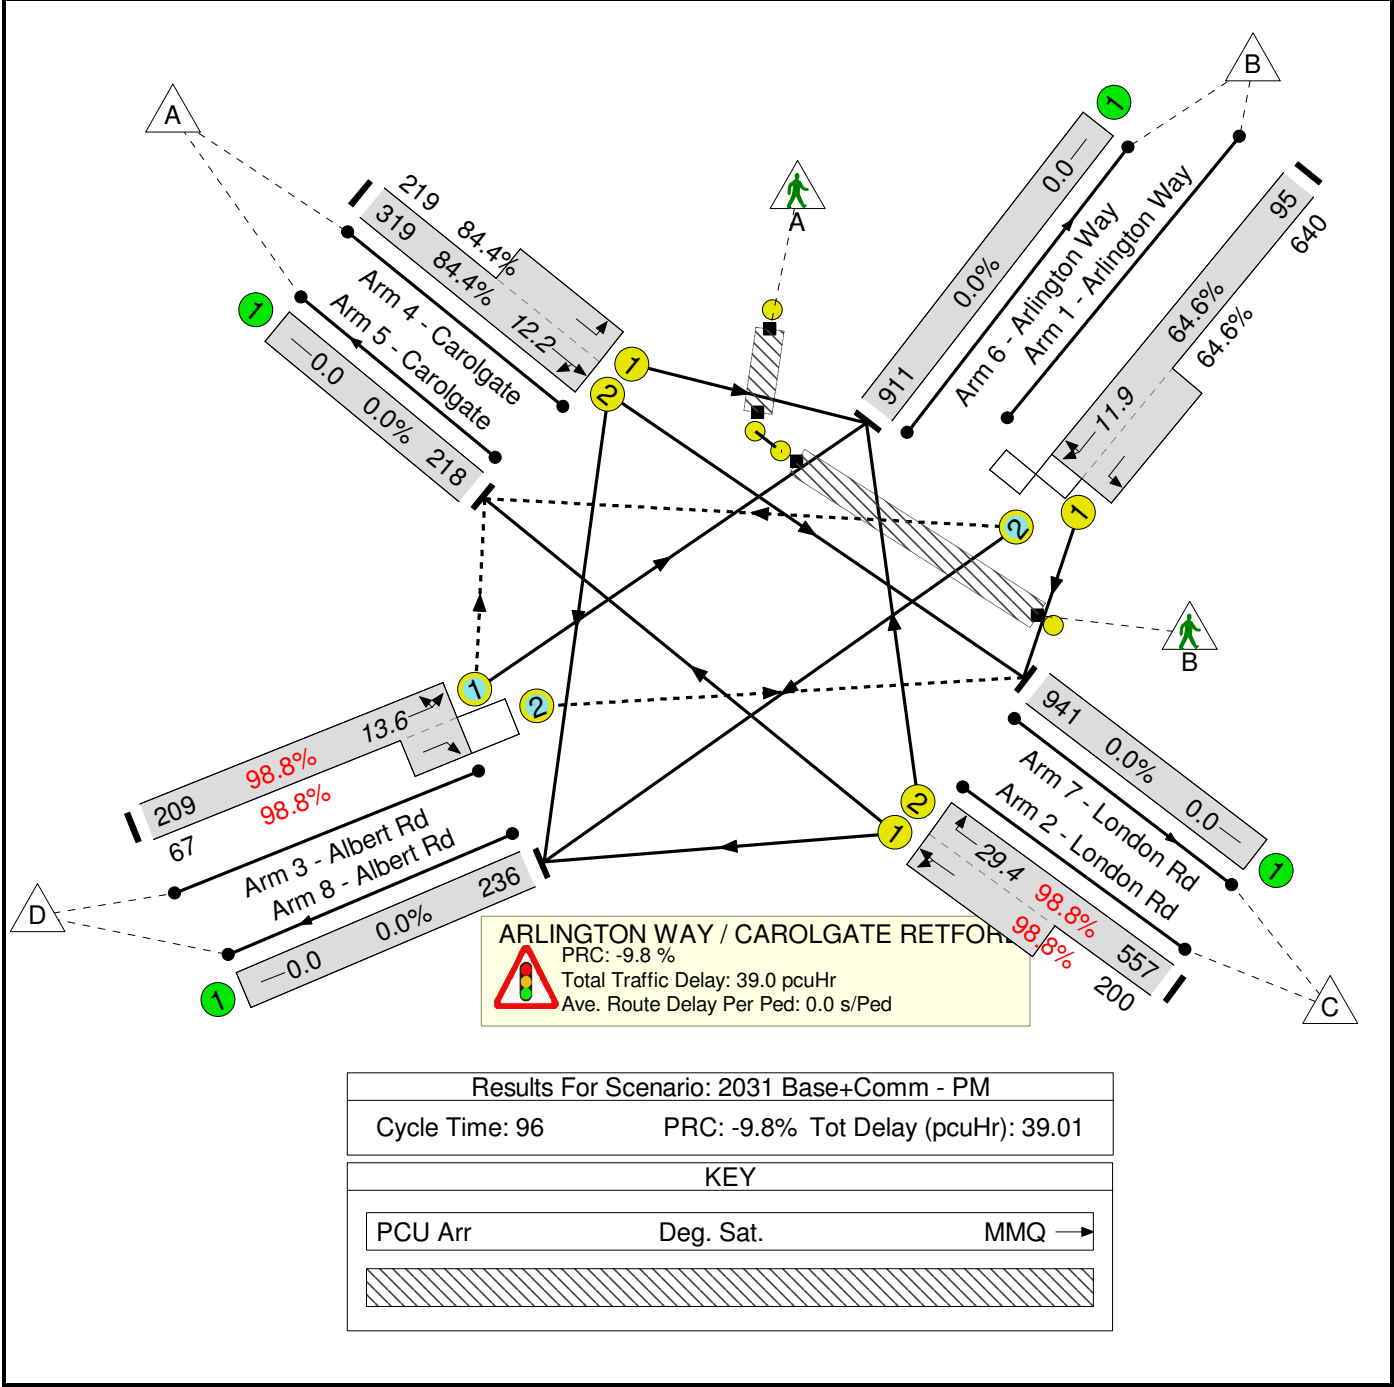 A
B
A
1
219
84.4%
319
84.4%
12.2
Arm 4 - Carolgate
Arm 5 - Carolgate
1
0.0
0.0%
218
1
2
0.0
0.0%
911
Arm 6 - Arlington Way
Arm 1 - Arlington Way
95
640
64.6%
64.6%
11.9
2
1
B
1
2
13.6
98.8%
98.8%
209
67
Arm 3 - Albert Rd
Arm 8 - Albert Rd
D
236
0.0%
0.0
1
941
0.0%
0.0
1
Arm 7 - London Rd
Arm 2 - London Rd
2
1
29.4
98.8%
98.8%
557
200
C
ARLINGTON WAY / CAROLGATE RETFORD
PRC: -9.8 %
Total Traffic Delay: 39.0 pcuHr
Ave. Route Delay Per Ped: 0.0 s/Ped
Results For Scenario: 2031 Base+Comm - PM
Cycle Time: 96 PRC: -9.8% Tot Delay (pcuHr): 39.01
KEY
PCU Arr Deg. Sat. MMQ